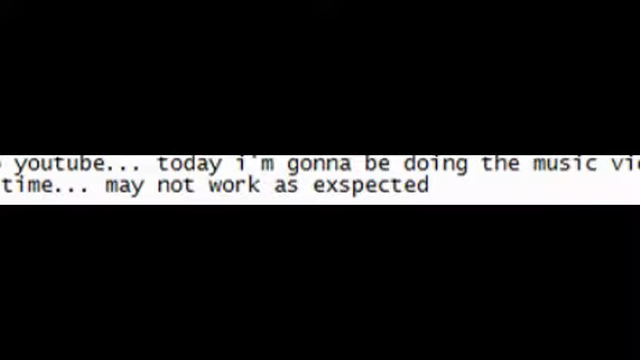 youtube... today i'm gonna be doing the music
time... may not work as exspected